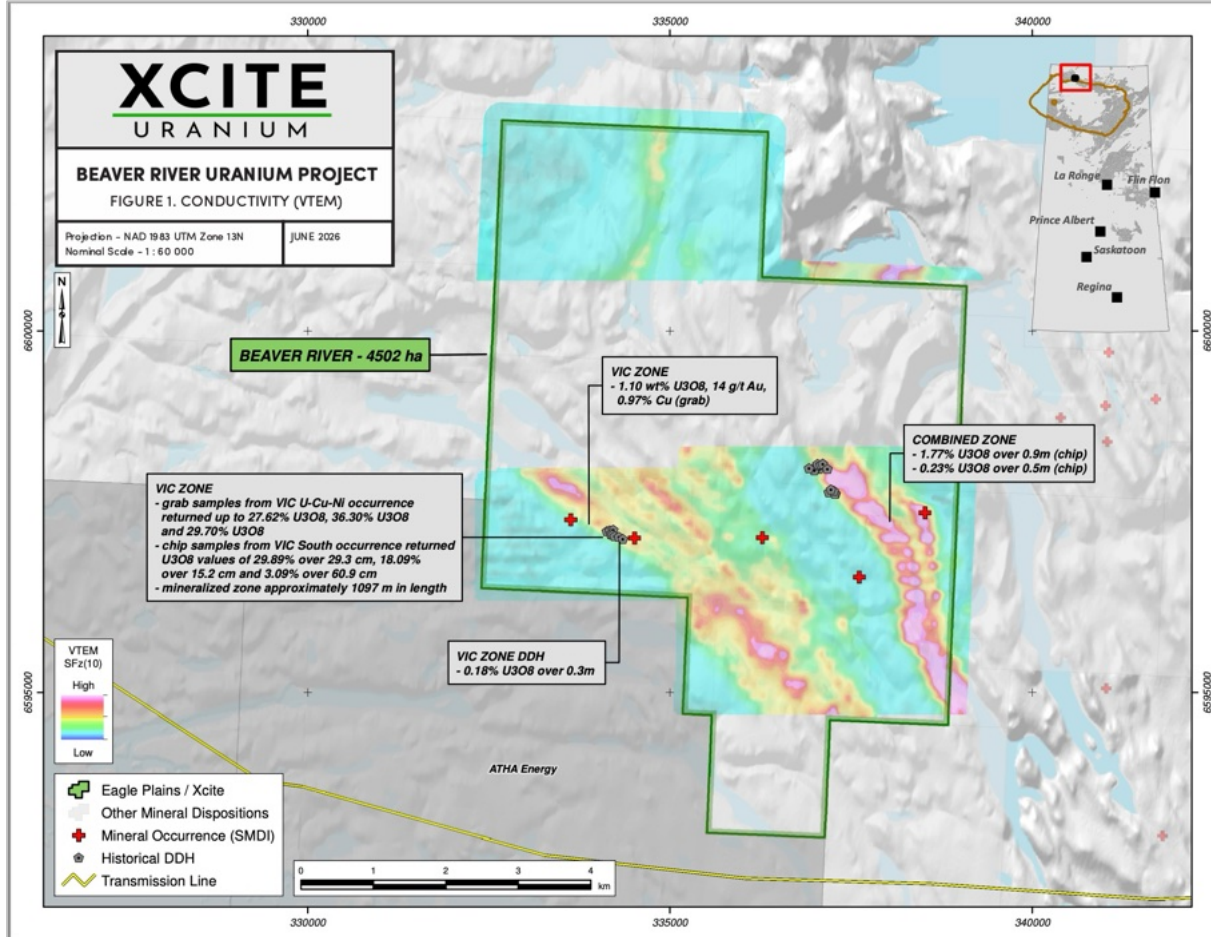 330000
335000
340000
XCITE
URANIUM
BEAVER RIVER URANIUM PROJECT
FIGURE 1. CONDUCTIVITY (VTEM)
Projection - NAD 1983 UTM Zone 13N
Nominal Scale - 1 : 60 000
JUNE 2026
N
La Ronge
Flin Flon
Prince Albert
Saskatoon
Regina
6600000
6600000
BEAVER RIVER - 4502 ha
VIC ZONE
- 1.10 wt% U3O8, 14 g/t Au,
0.97% Cu (grab)
COMBINED ZONE
- 1.77% U3O8 over 0.9m (chip)
- 0.23% U3O8 over 0.5m (chip)
VIC ZONE
- grab samples from VIC U-Cu-Ni occurrence
returned up to 27.62% U3O8, 36.30% U3O8
and 29.70% U3O8
- chip samples from VIC South occurrence returned
U3O8 values of 29.89% over 29.3 cm, 18.09%
over 15.2 cm and 3.09% over 60.9 cm
- mineralized zone approximately 1097 m in length
VIC ZONE DDH
- 0.18% U3O8 over 0.3m
6595000
6595000
VTEM
SFz(10)
High
Low
ATHA Energy
Eagle Plains / Xcite
Other Mineral Dispositions
Mineral Occurrence (SMDI)
Historical DDH
Transmission Line
0 1 2 3 4
km
330000
335000
340000